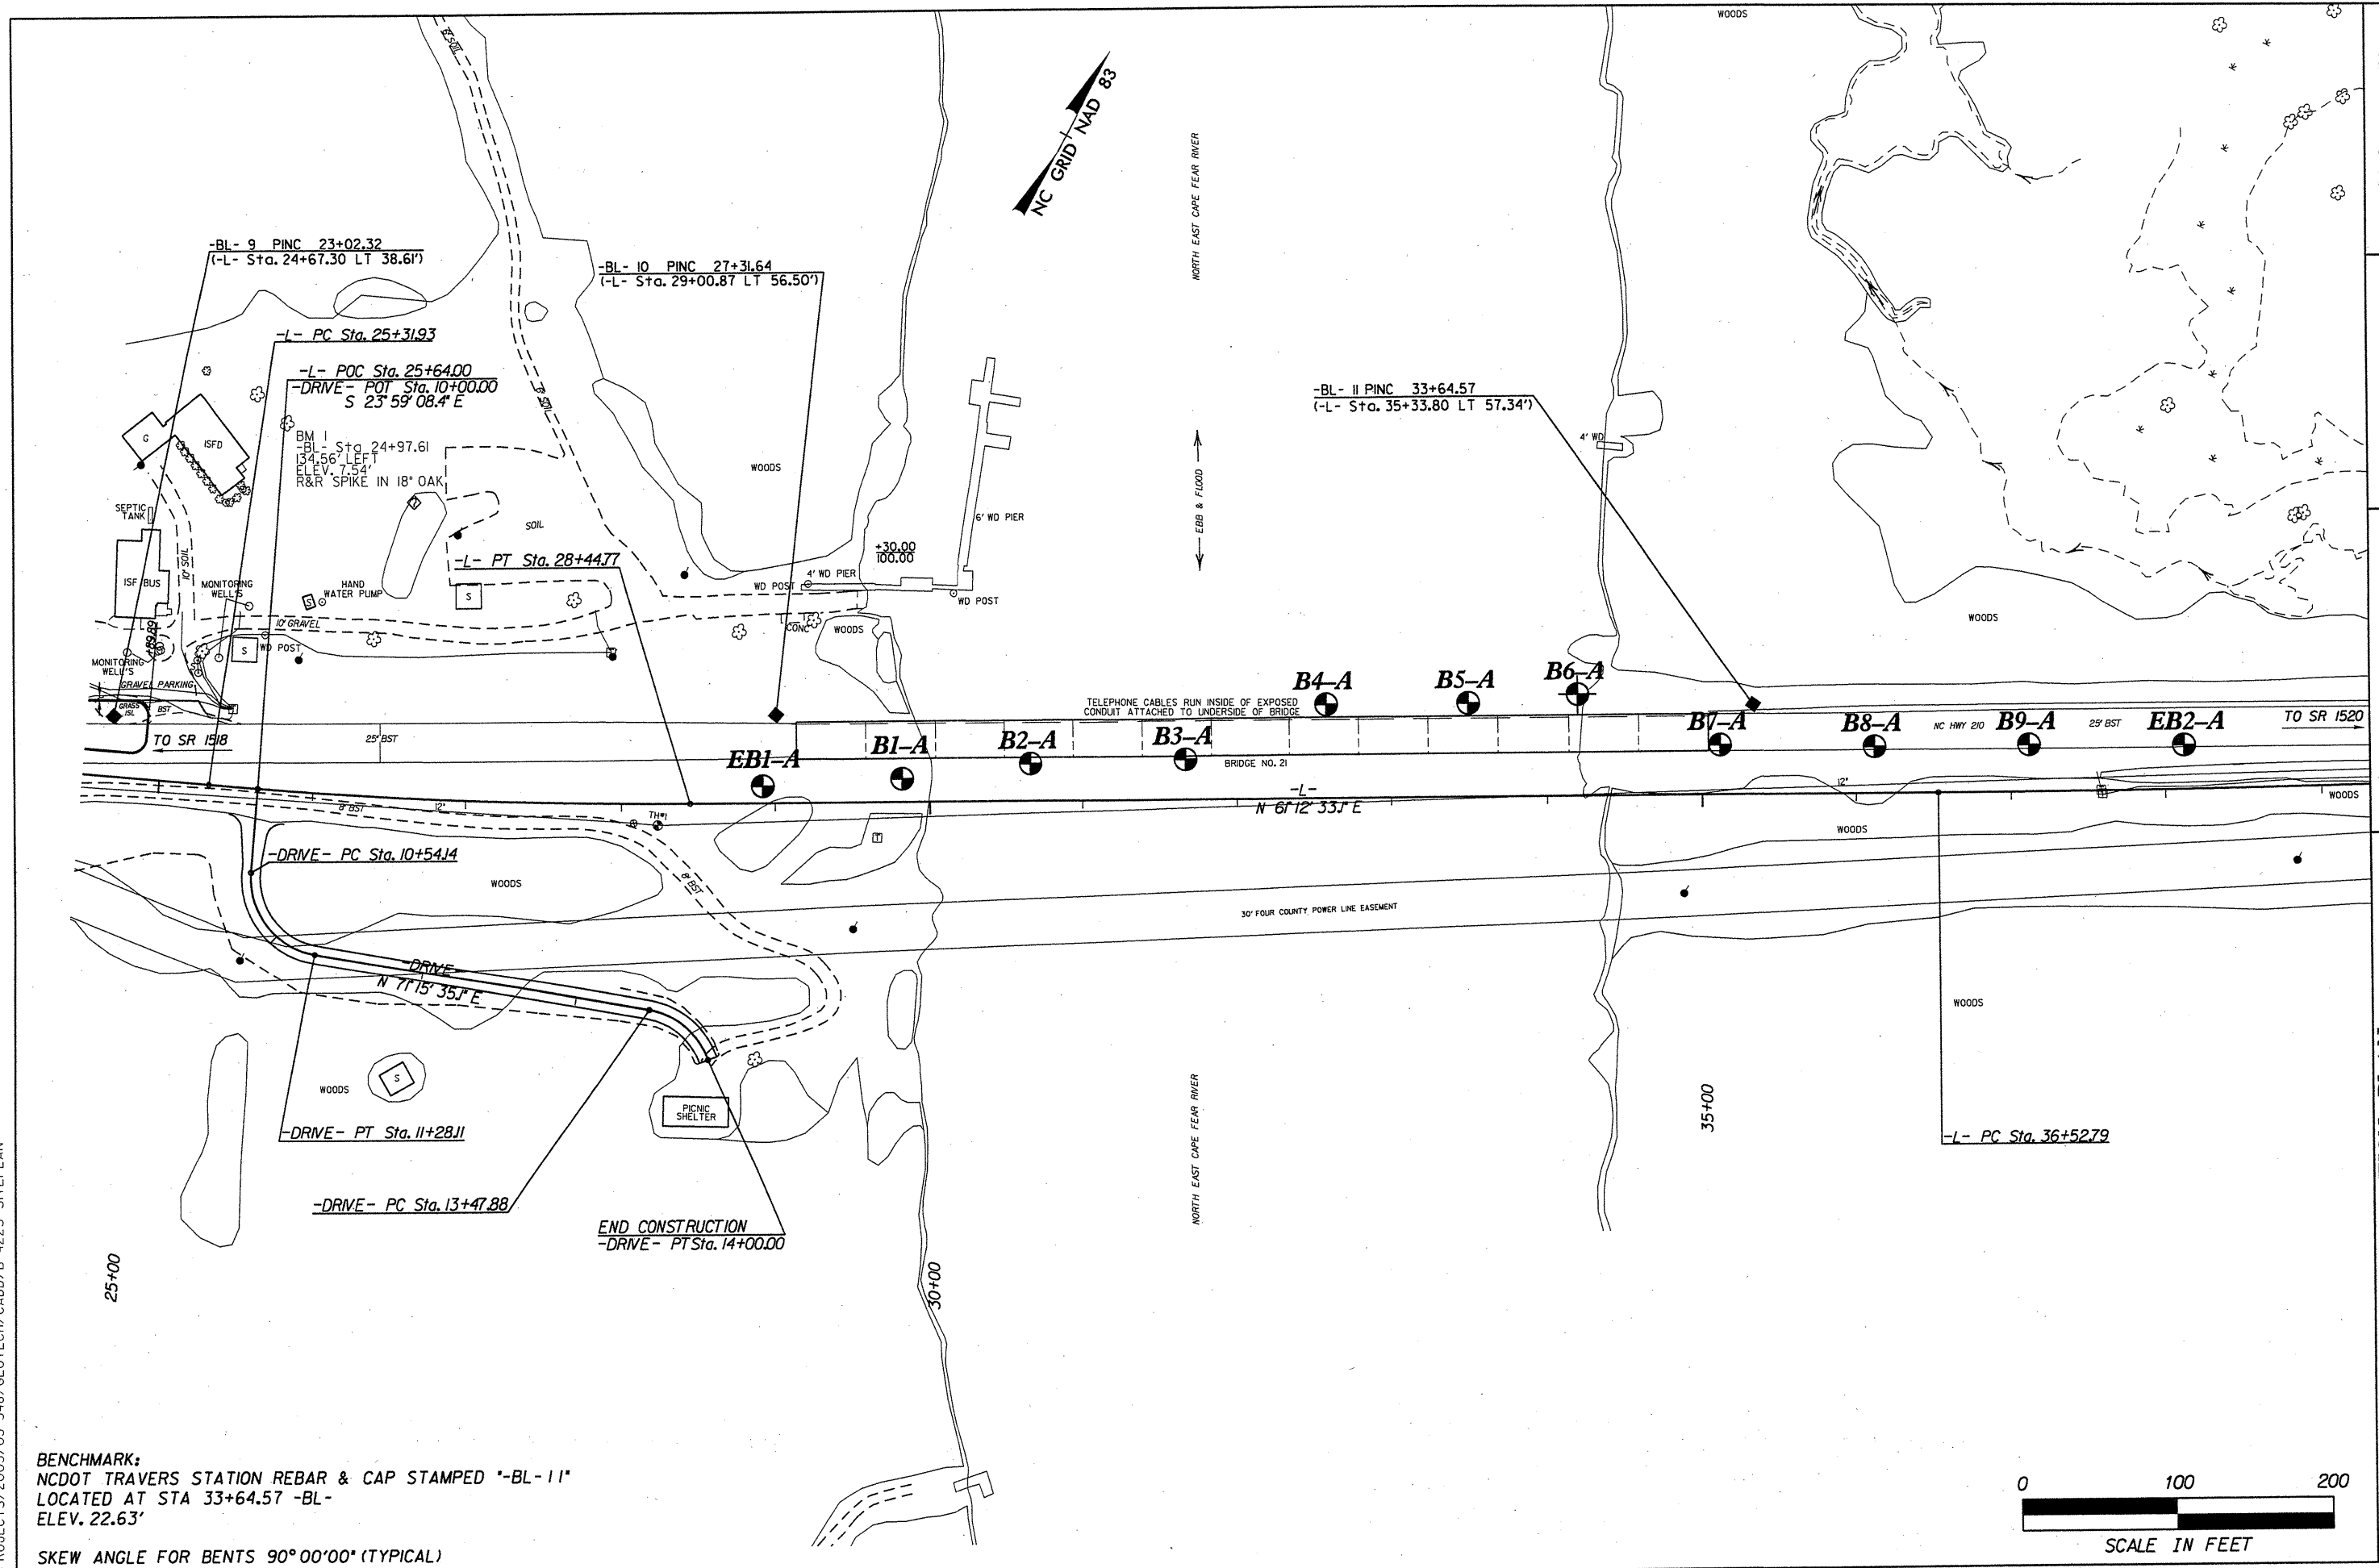 WOODS
8' SOIL
NC GRID NAD 83
NORTH EAST CAPE FEAR RIVER
-BL- 9 PINC 23+02.32
(-L- Sta. 24+67.30 LT 38.61')
-BL- 10 PINC 27+31.64
(-L- Sta. 29+00.87 LT 56.50')
-L- PC Sta. 25+31.93
-L- POC Sta. 25+64.00
-DRIVE- POT Sta. 10+00.00
S 23° 59' 08.4" E
-BL- 11 PINC 33+64.57
(-L- Sta. 35+33.80 LT 57.34')
8' SOIL
G
ISFD
BM 1
-BL- Sta 24+97.61
134.56' LEFT
ELEV. 7.54'
R&R SPIKE IN 18" OAK
WOODS
4' WD
EBB & FLOOD
SEPTIC
TANK
SOIL
6' WD PIER
10' SOIL
+30.00
100.00
-L- PT Sta. 28+44.77
ISF BUS
MONITORING
WELL'S
HAND
WATER PUMP
S
S
WD POST
4' WD PIER
WD POST
10' GRAVEL
CONC
WOODS
WOODS
+89.89
S
WD POST
MONITORING
WELL'S
GRAVEL PARKING
GRASS
ISL
BST
B4-A
B5-A
B6-A
TELEPHONE CABLES RUN INSIDE OF EXPOSED
CONDUIT ATTACHED TO UNDERSIDE OF BRIDGE
TO SR 1518
25' BST
EB1-A
B1-A
B2-A
B3-A
B7-A
B8-A
NC HWY 210
B9-A
25' BST
EB2-A
TO SR 1520
BRIDGE NO. 21
8' BST
12'
-L-
N 61° 12' 33.1" E
12'
WOODS
TH#1
T
WOODS
-DRIVE- PC Sta. 10+54.14
WOODS
8' BST
30' FOUR COUNTY POWER LINE EASEMENT
-DRIVE-
N 71° 15' 35.1" E
WOODS
WOODS
S
PICNIC
SHELTER
NORTH EAST CAPE FEAR RIVER
35+00
-DRIVE- PT Sta. 11+28.11
-L- PC Sta. 36+52.79
-DRIVE- PC Sta. 13+47.88
END CONSTRUCTION
-DRIVE- PT Sta. 14+00.00
25+00
30+00
BENCHMARK:
NCDOT TRAVERS STATION REBAR & CAP STAMPED "-BL-11"
LOCATED AT STA 33+64.57 -BL-
ELEV. 22.63'
SKEW ANGLE FOR BENTS 90° 00'00" (TYPICAL)
0 100 200
SCALE IN FEET